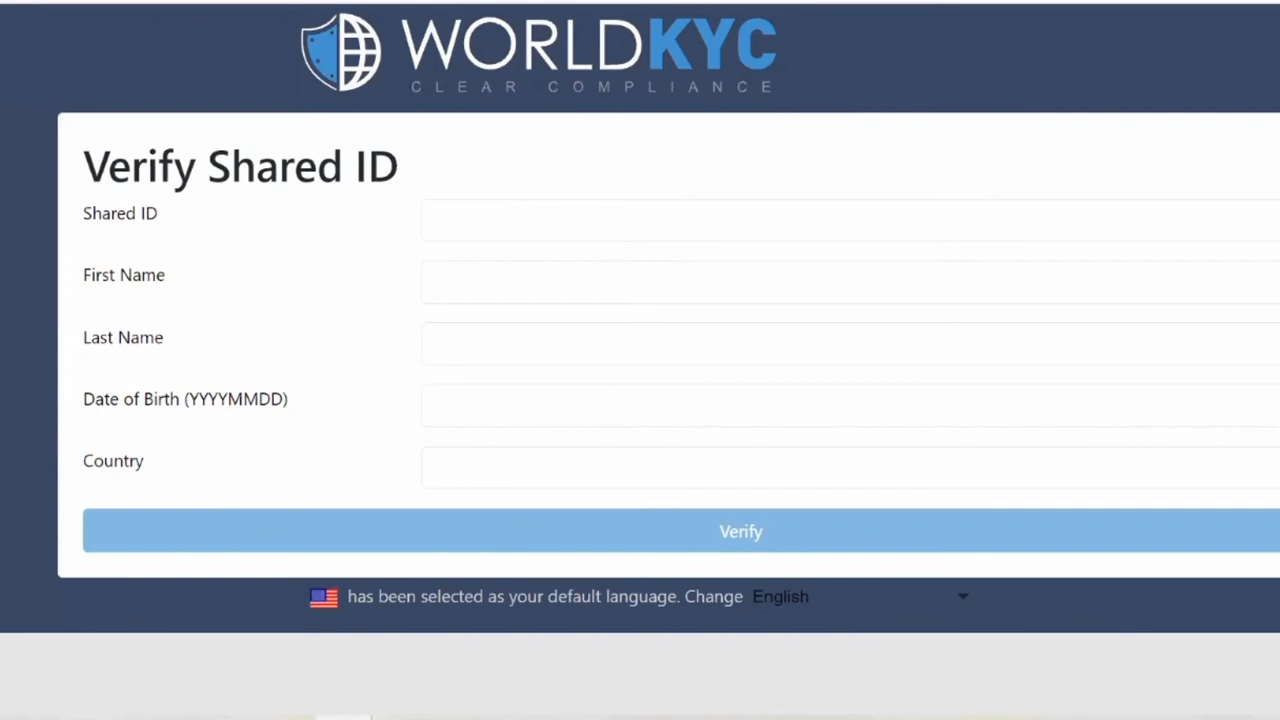 WORLDKYC
CLEAR COMPLIANCE
Verify Shared ID
Shared ID
First Name
Last Name
Date of Birth (YYYYMMDD)
Country
Verify
has been selected as your default language. Change English